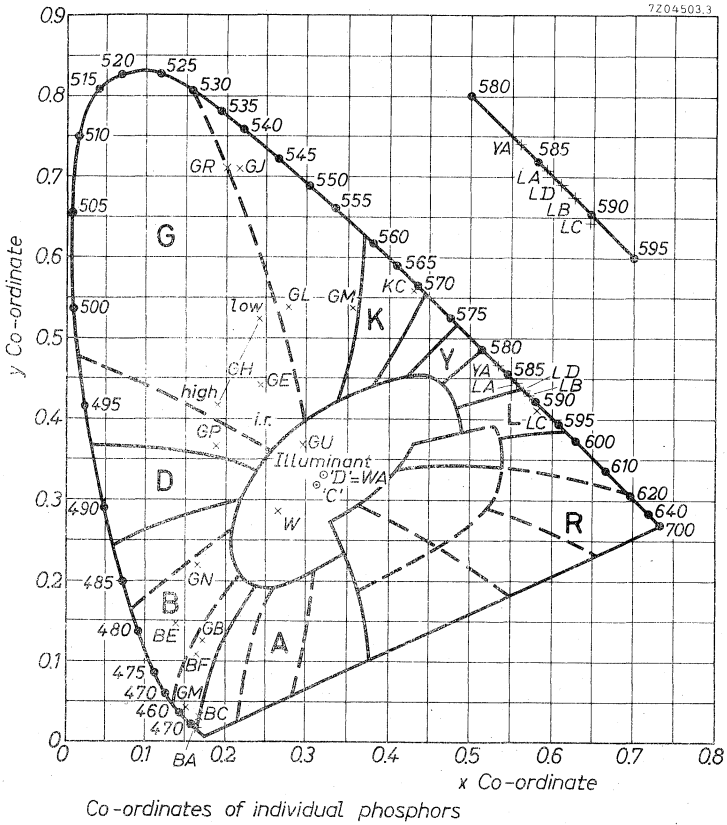 7Z04503.3
0.9
0.8
0.7
0.6
0.5
0.4
0.3
0.2
0.1
0
y Co-ordinate
520
525
515
530
535
540
510
545
550
505
555
560
565
570
500
575
580
585
495
590
595
600
610
620
640
700
490
485
480
475
470
460
470
580
YA
585
LA
LD
LB
590
LC
595
GR
GJ
G
GL
GM
KC
K
low
Y
YA
LA
LD
LB
GH
GE
high
L
LC
i.r.
GP
GU
Illuminant
'D'=WA
'C'
D
W
R
GN
B
BE
GB
A
BF
GM
BC
BA
0
0.1
0.2
0.3
0.4
0.5
0.6
0.7
0.8
x Co-ordinate
Co-ordinates of individual phosphors